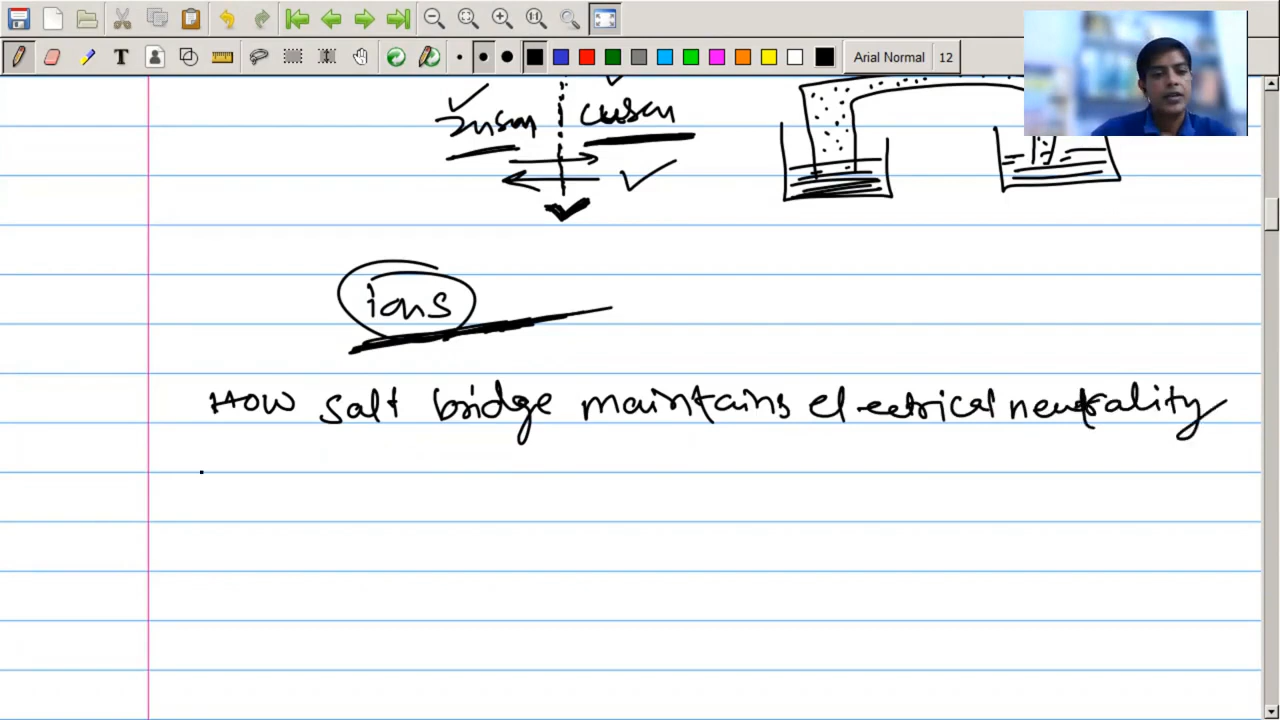 Arial Normal 12
ZnSO4 CuSO4
ions
How salt bridge maintains electrical neutrality